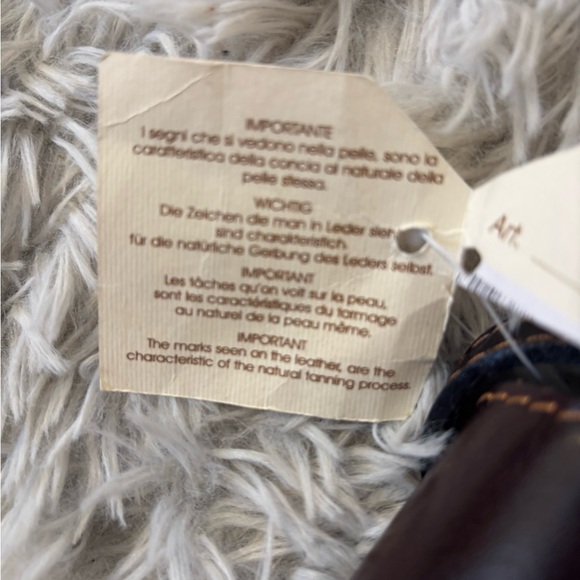 IMPORTANTE
I segni che si vedono nella pelle, sono la
caratteristica della concia al naturale della
pelle stessa.
WICHTIG
Die Zeichen die man in Leder sieh
sind charakteristich
für die natürliche Gerbung des Leders selbst.
IMPORTANT
Les tâches qu'on voit sur la peau,
sont les caractéristiques du tannage
au naturel de la peau même.
IMPORTANT
The marks seen on the leather, are the
characteristic of the natural tanning process.
Art.